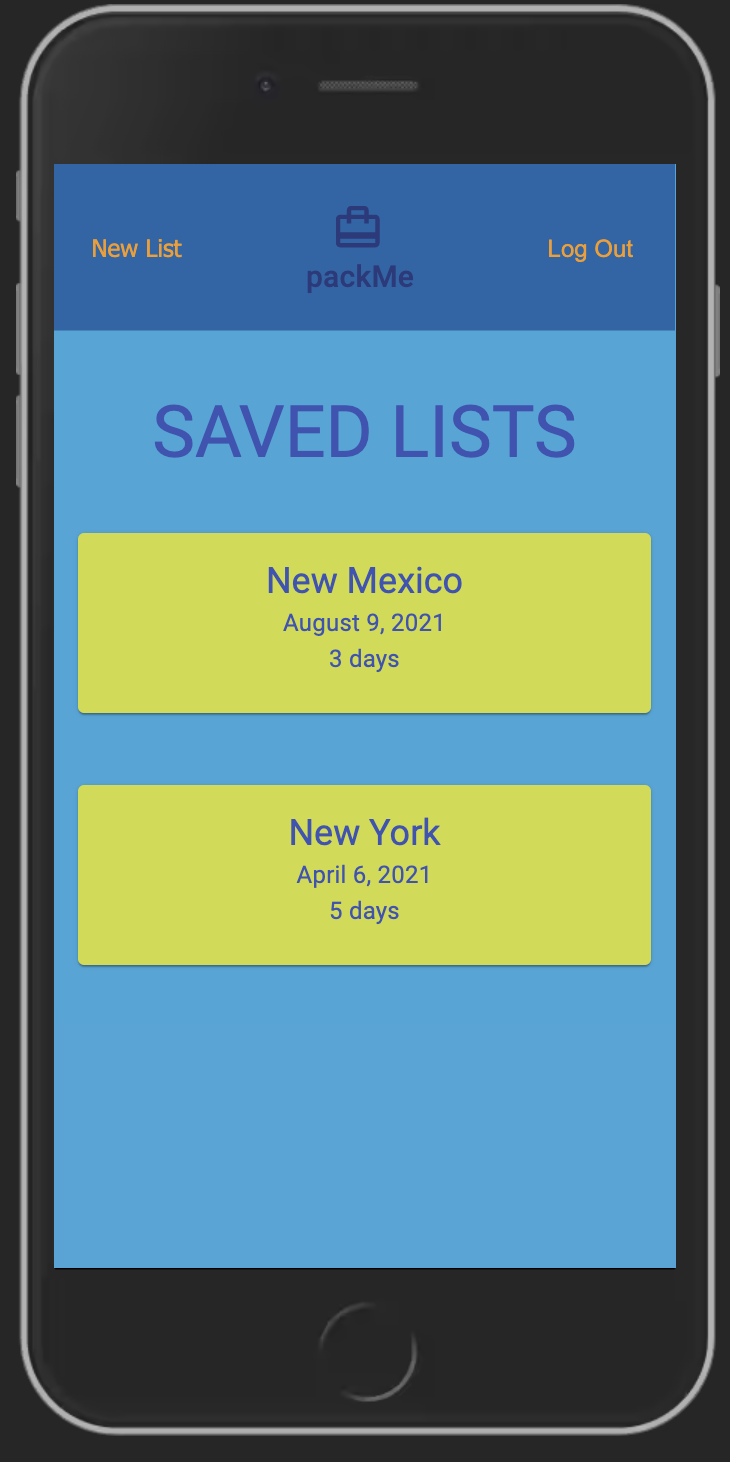 New List
packMe
Log Out
SAVED LISTS
New Mexico
August 9, 2021
3 days
New York
April 6, 2021
5 days